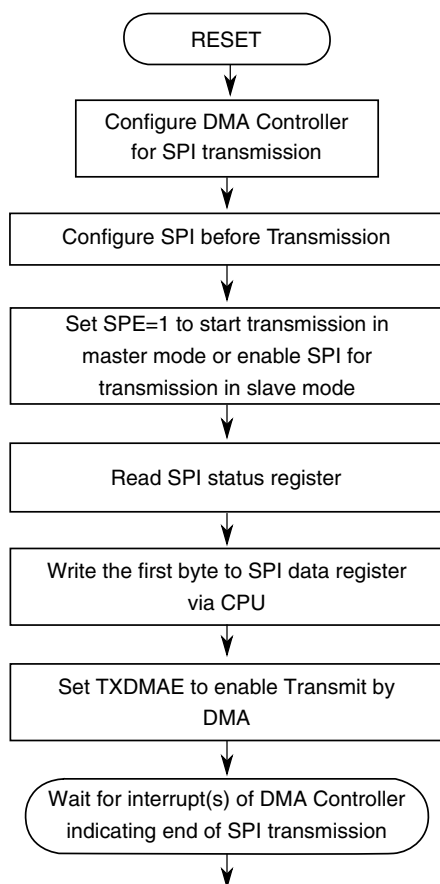 RESET
Configure DMA Controller
for SPI transmission
Configure SPI before Transmission
Set SPE=1 to start transmission in
master mode or enable SPI for
transmission in slave mode
Read SPI status register
Write the first byte to SPI data register
via CPU
Set TXDMAE to enable Transmit by
DMA
Wait for interrupt(s) of DMA Controller
indicating end of SPI transmission